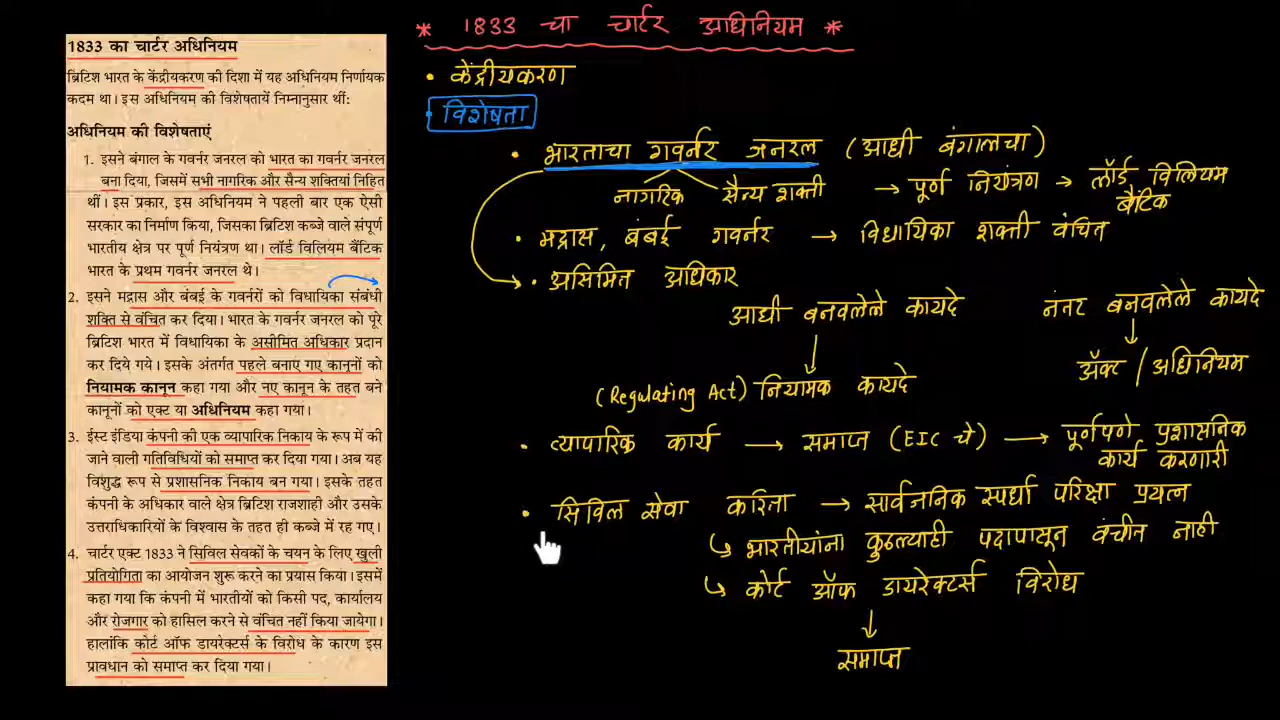 1833 का चार्टर अधिनियम
ब्रिटिश भारत के केंद्रीयकरण की दिशा में यह अधिनियम निर्णायक
कदम था। इस अधिनियम की विशेषतायें निम्नानुसार थीं:
अधिनियम की विशेषताएं
1. इसने बंगाल के गवर्नर जनरल को भारत का गवर्नर जनरल
बना दिया, जिसमें सभी नागरिक और सैन्य शक्तियां निहित
थीं। इस प्रकार, इस अधिनियम ने पहली बार एक ऐसी
सरकार का निर्माण किया, जिसका ब्रिटिश कब्जे वाले संपूर्ण
भारतीय क्षेत्र पर पूर्ण नियंत्रण था। लॉर्ड विलियम बैंटिक
भारत के प्रथम गवर्नर जनरल थे।
2. इसने मद्रास और बंबई के गवर्नरों को विधायिका संबंधी
शक्ति से वंचित कर दिया। भारत के गवर्नर जनरल को पूरे
ब्रिटिश भारत में विधायिका के असीमित अधिकार प्रदान
कर दिये गये। इसके अंतर्गत पहले बनाए गए कानूनों को
नियामक कानून कहा गया और नए कानून के तहत बने
कानूनों को एक्ट या अधिनियम कहा गया।
3. ईस्ट इंडिया कंपनी की एक व्यापारिक निकाय के रूप में की
जाने वाली गतिविधियों को समाप्त कर दिया गया। अब यह
विशुद्ध रूप से प्रशासनिक निकाय बन गया। इसके तहत
कंपनी के अधिकार वाले क्षेत्र ब्रिटिश राजशाही और उसके
उत्तराधिकारियों के विश्वास के तहत ही कब्जे में रह गए।
4. चार्टर एक्ट 1833 ने सिविल सेवकों के चयन के लिए खुली
प्रतियोगिता का आयोजन शुरू करने का प्रयास किया। इसमें
कहा गया कि कंपनी में भारतीयों को किसी पद, कार्यालय
और रोजगार को हासिल करने से वंचित नहीं किया जायेगा।
हालांकि कोर्ट ऑफ डायरेक्टर्स के विरोध के कारण इस
प्रावधान को समाप्त कर दिया गया।
* 1833 चा चार्टर अधिनियम *
• केंद्रीयकरण
• विशेषता
• भारताचा गवर्नर जनरल (आधी बंगालचा)
नागरिक सैन्य शक्ती → पूर्ण नियंत्रण → लॉर्ड विलियम
बैंटिक
• मद्रास, बंबई गवर्नर → विधायिका शक्ती वंचित
• असिमित अधिकार
आधी बनवलेले कायदे नंतर बनवलेले कायदे
↓ ↓
(Regulating Act) नियामक कायदे ॲक्ट / अधिनियम
• व्यापारिक कार्य → समाप्त (EIC चे) → पूर्णपणे प्रशासनिक
कार्य करणारी
• सिविल सेवा करिता → सार्वजनिक स्पर्धा परिक्षा प्रयत्न
↳ भारतीयांना कुठल्याही पदापासून वंचीत नाही
↳ कोर्ट ऑफ डायरेक्टर्स विरोध
↓
समाप्त